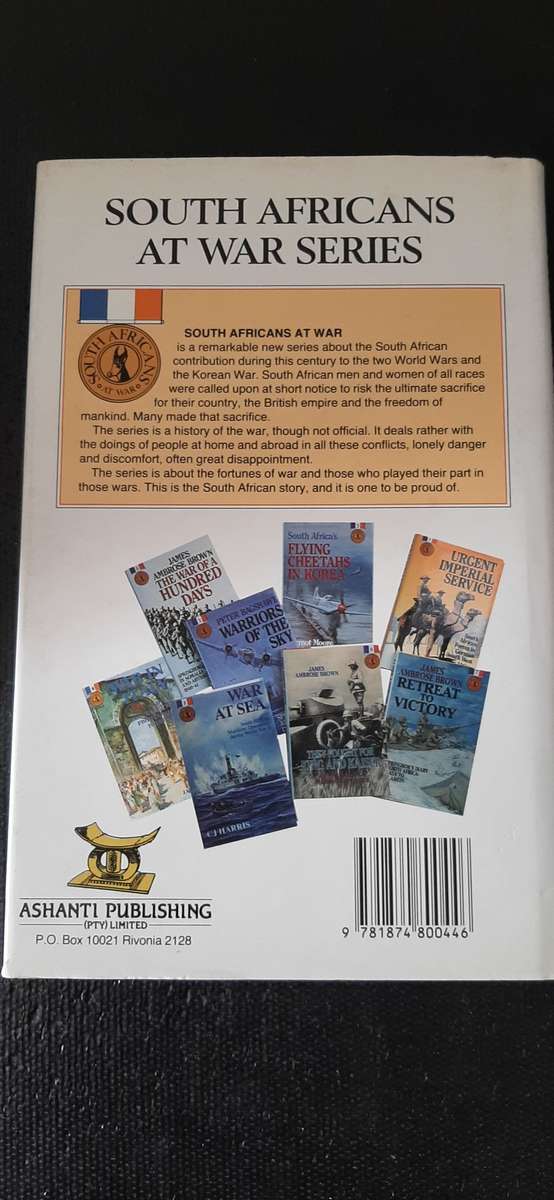 SOUTH AFRICANS
AT WAR SERIES
SOUTH AFRICANS
AT WAR
SOUTH AFRICANS AT WAR
is a remarkable new series about the South African
contribution during this century to the two World Wars and
the Korean War. South African men and women of all races
were called upon at short notice to risk the ultimate sacrifice
for their country, the British empire and the freedom of
mankind. Many made that sacrifice.
The series is a history of the war, though not official. It deals rather with
the doings of people at home and abroad in all these conflicts, lonely danger
and discomfort, often great disappointment.
The series is about the fortunes of war and those who played their part in
those wars. This is the South African story, and it is one to be proud of.
JAMES
AMBROSE BROWN
THE WAR OF A
HUNDRED
DAYS
South Africa's
FLYING
CHEETAHS
IN KOREA
Moore
URGENT
IMPERIAL
SERVICE
PETER BAGSHAWE
WARRIORS
OF THE
SKY
WAR
AT SEA
CJ HARRIS
JAMES
AMBROSE BROWN
JAMES
AMBROSE BROWN
RETREAT
TO
VICTORY
ASHANTI PUBLISHING
(PTY) LIMITED
P.O. Box 10021 Rivonia 2128
9 781874 800446